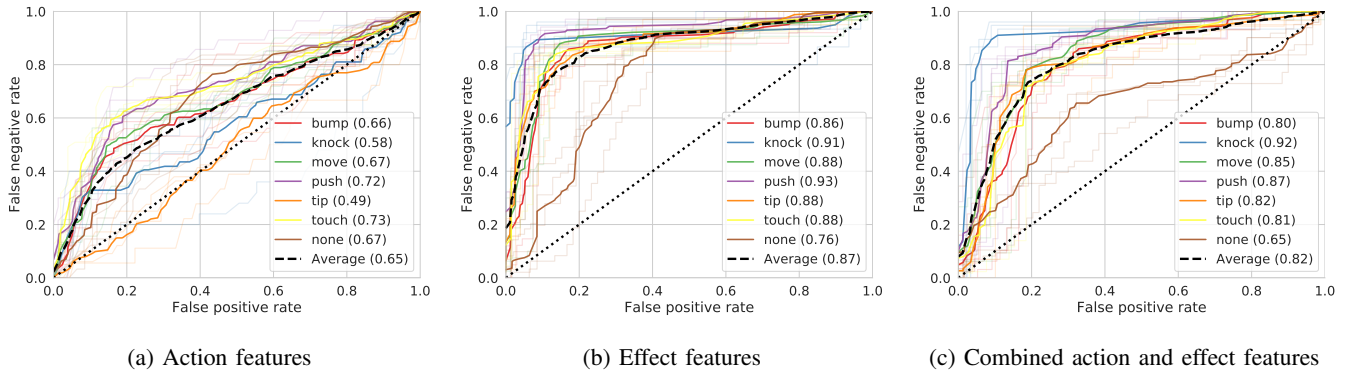 1.0
0.8
0.6
0.4
0.2
0.0
False negative rate
0.0 0.2 0.4 0.6 0.8 1.0
False positive rate
bump (0.66)
knock (0.58)
move (0.67)
push (0.72)
tip (0.49)
touch (0.73)
none (0.67)
Average (0.65)
(a) Action features
1.0
0.8
0.6
0.4
0.2
0.0
False negative rate
0.0 0.2 0.4 0.6 0.8 1.0
False positive rate
bump (0.86)
knock (0.91)
move (0.88)
push (0.93)
tip (0.88)
touch (0.88)
none (0.76)
Average (0.87)
(b) Effect features
1.0
0.8
0.6
0.4
0.2
0.0
False negative rate
0.0 0.2 0.4 0.6 0.8 1.0
False positive rate
bump (0.80)
knock (0.92)
move (0.85)
push (0.87)
tip (0.82)
touch (0.81)
none (0.65)
Average (0.82)
(c) Combined action and effect features